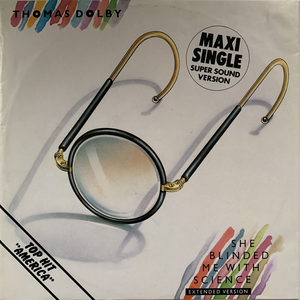 THOMAS DOLBY
MAXI
SINGLE
SUPER SOUND
VERSION
TOP HIT
"AMERICA"
SHE
BLINDED
ME WITH
SCIENCE
EXTENDED VERSION